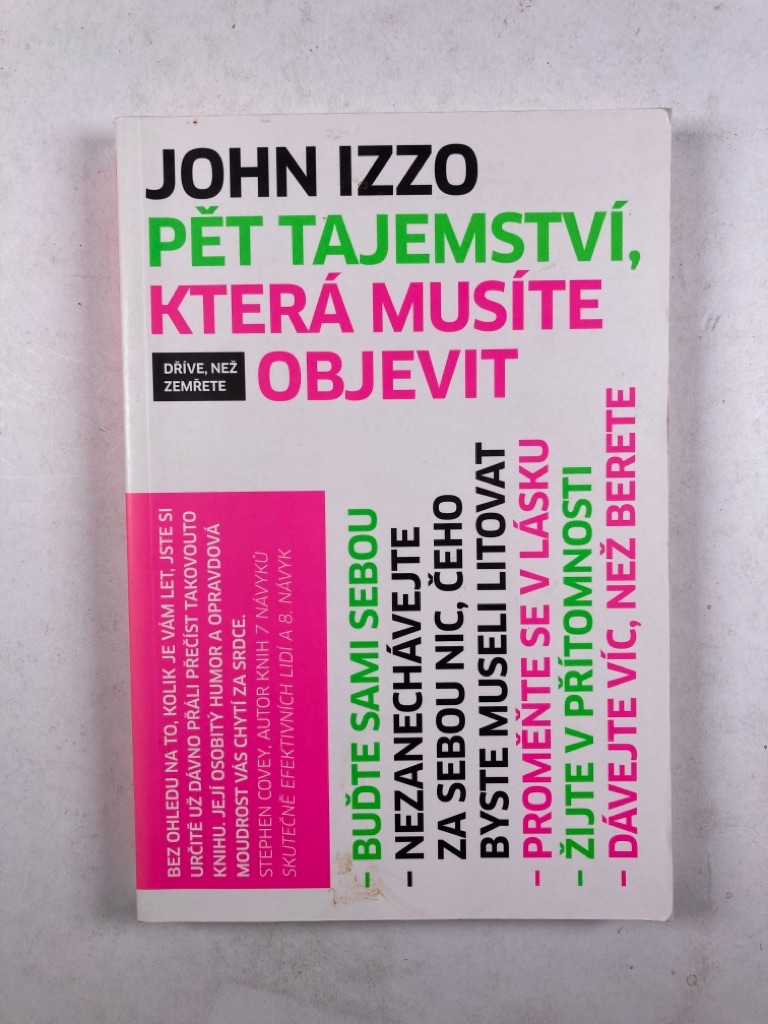 JOHN IZZO
PĚT TAJEMSTVÍ,
KTERÁ MUSÍTE
DŘÍVE, NEŽ
ZEMŘETE
OBJEVIT
BEZ OHLEDU NA TO, KOLIK JE VÁM LET, JSTE SI
URČITĚ UŽ DÁVNO PŘÁLI PŘEČÍST TAKOVOUTO
KNIHU. JEJÍ OSOBITÝ HUMOR A OPRAVDOVÁ
MOUDROST VÁS CHYTÍ ZA SRDCE.
STEPHEN COVEY, AUTOR KNIH 7 NÁVYKŮ
SKUTEČNĚ EFEKTIVNÍCH LIDÍ A 8. NÁVYK
– BUĎTE SAMI SEBOU
– NEZANECHÁVEJTE
ZA SEBOU NIC, ČEHO
BYSTE MUSELI LITOVAT
– PROMĚŇTE SE V LÁSKU
– ŽIJTE V PŘÍTOMNOSTI
– DÁVEJTE VÍC, NEŽ BERETE